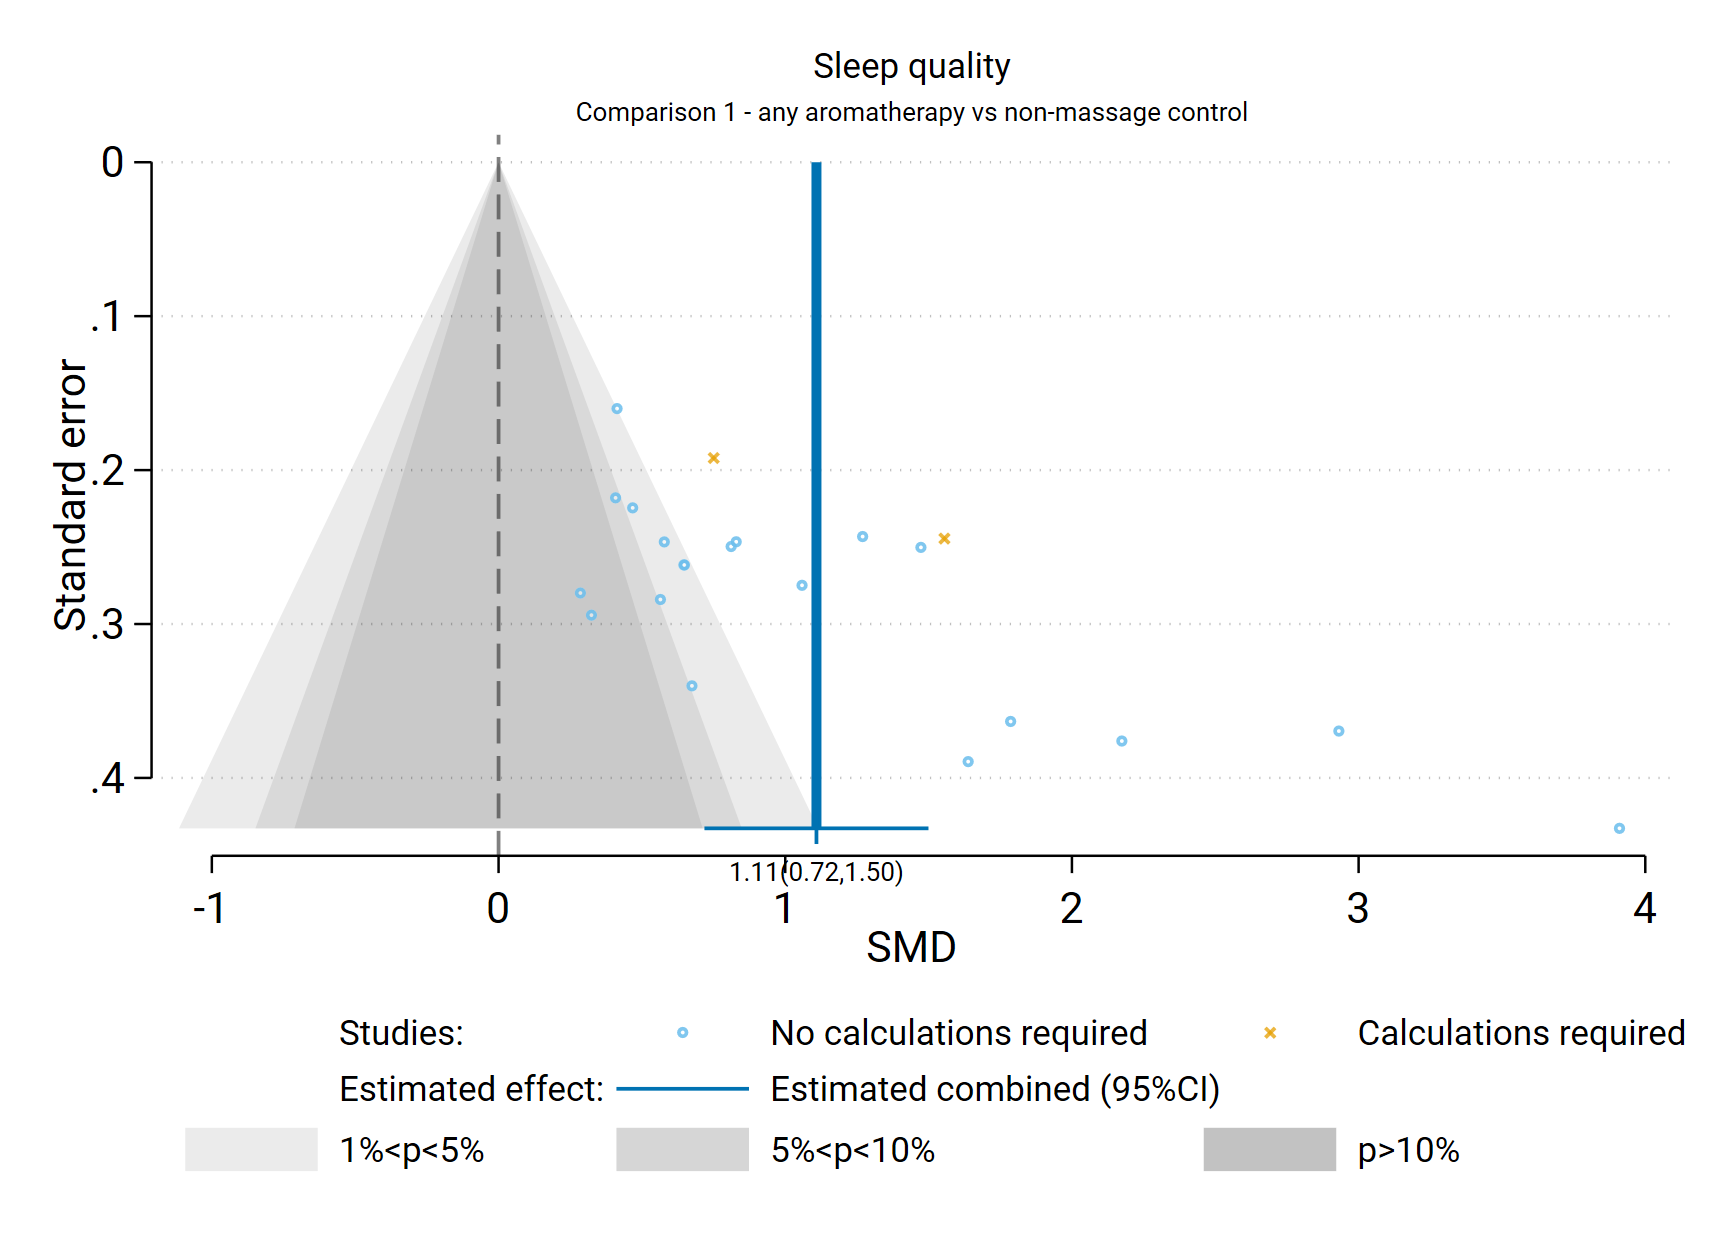 Sleep quality
Comparison 1 - any aromatherapy vs non-massage control
0
.1
.2
.3
.4
Standard error
1.11(0.72,1.50)
-1 0 1 2 3 4
SMD
Studies: No calculations required Calculations required
Estimated effect: Estimated combined (95%CI)
1%<p<5% 5%<p<10% p>10%